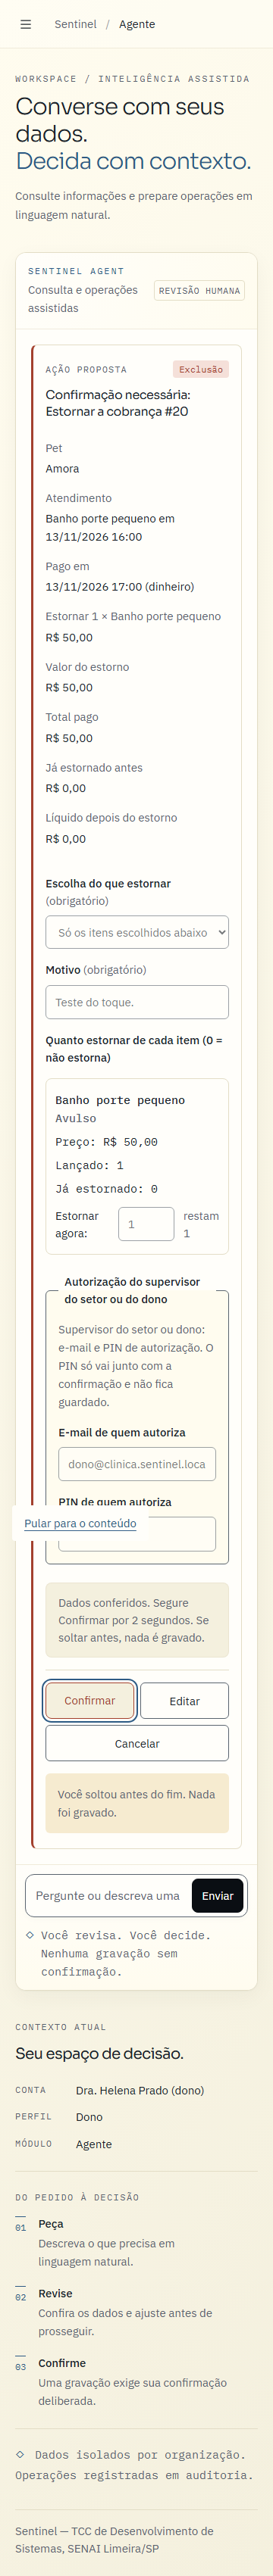 Sentinel / Agente
WORKSPACE / INTELIGÊNCIA ASSISTIDA
Converse com seus
dados.
Decida com contexto.
Consulte informações e prepare operações em
linguagem natural.
SENTINEL AGENT
Consulta e operações
assistidas
REVISÃO HUMANA
AÇÃO PROPOSTA
Exclusão
Confirmação necessária:
Estornar a cobrança #20
Pet
Amora
Atendimento
Banho porte pequeno em
13/11/2026 16:00
Pago em
13/11/2026 17:00 (dinheiro)
Estornar 1 × Banho porte pequeno
R$ 50,00
Valor do estorno
R$ 50,00
Total pago
R$ 50,00
Já estornado antes
R$ 0,00
Líquido depois do estorno
R$ 0,00
Escolha do que estornar
(obrigatório)
Só os itens escolhidos abaixo
Motivo (obrigatório)
Teste do toque.
Quanto estornar de cada item (0 =
não estorna)
Banho porte pequeno
Avulso
Preço: R$ 50,00
Lançado: 1
Já estornado: 0
Estornar
agora:
1
restam
1
Autorização do supervisor
do setor ou do dono
Supervisor do setor ou dono:
e-mail e PIN de autorização. O
PIN só vai junto com a
confirmação e não fica
guardado.
E-mail de quem autoriza
dono@clinica.sentinel.loca
PIN de quem autoriza
Pular para o conteúdo
Dados conferidos. Segure
Confirmar por 2 segundos. Se
soltar antes, nada é gravado.
Confirmar
Editar
Cancelar
Você soltou antes do fim. Nada
foi gravado.
Pergunte ou descreva uma
Enviar
Você revisa. Você decide.
Nenhuma gravação sem
confirmação.
CONTEXTO ATUAL
Seu espaço de decisão.
CONTA Dra. Helena Prado (dono)
PERFIL Dono
MÓDULO Agente
DO PEDIDO À DECISÃO
01 Peça
Descreva o que precisa em
linguagem natural.
02 Revise
Confira os dados e ajuste antes de
prosseguir.
03 Confirme
Uma gravação exige sua confirmação
deliberada.
Dados isolados por organização.
Operações registradas em auditoria.
Sentinel — TCC de Desenvolvimento de
Sistemas, SENAI Limeira/SP